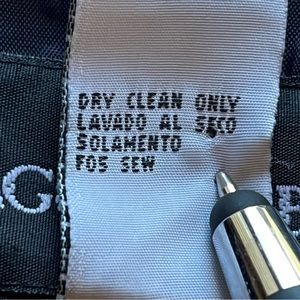 DRY CLEAN ONLY
LAVADO AL SECO
SOLAMENTO
F05 SEW
G